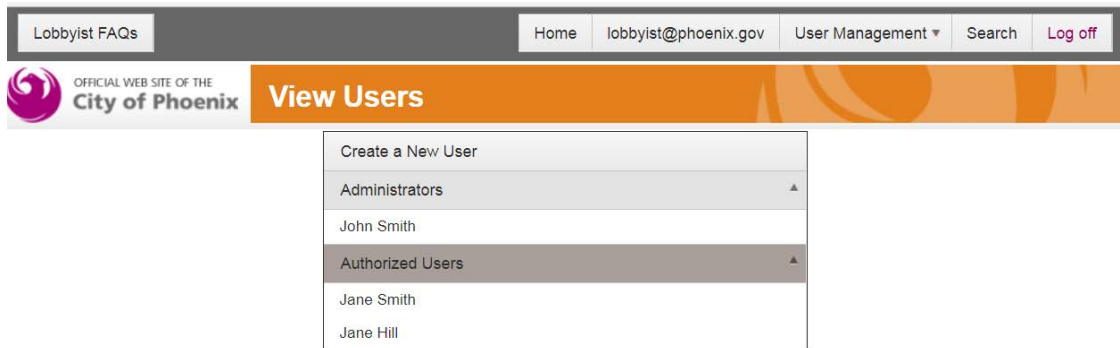 Lobbyist FAQs Home lobbyist@phoenix.gov User Management Search Log off
OFFICIAL WEB SITE OF THE
City of Phoenix
View Users
Create a New User
Administrators
John Smith
Authorized Users
Jane Smith
Jane Hill